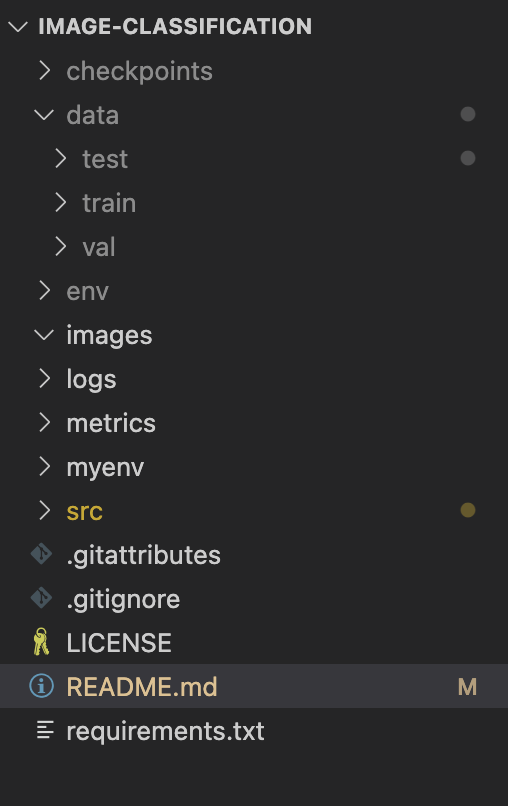 IMAGE-CLASSIFICATION
checkpoints
data
test
train
val
env
images
logs
metrics
myenv
src
.gitattributes
.gitignore
LICENSE
README.md M
requirements.txt